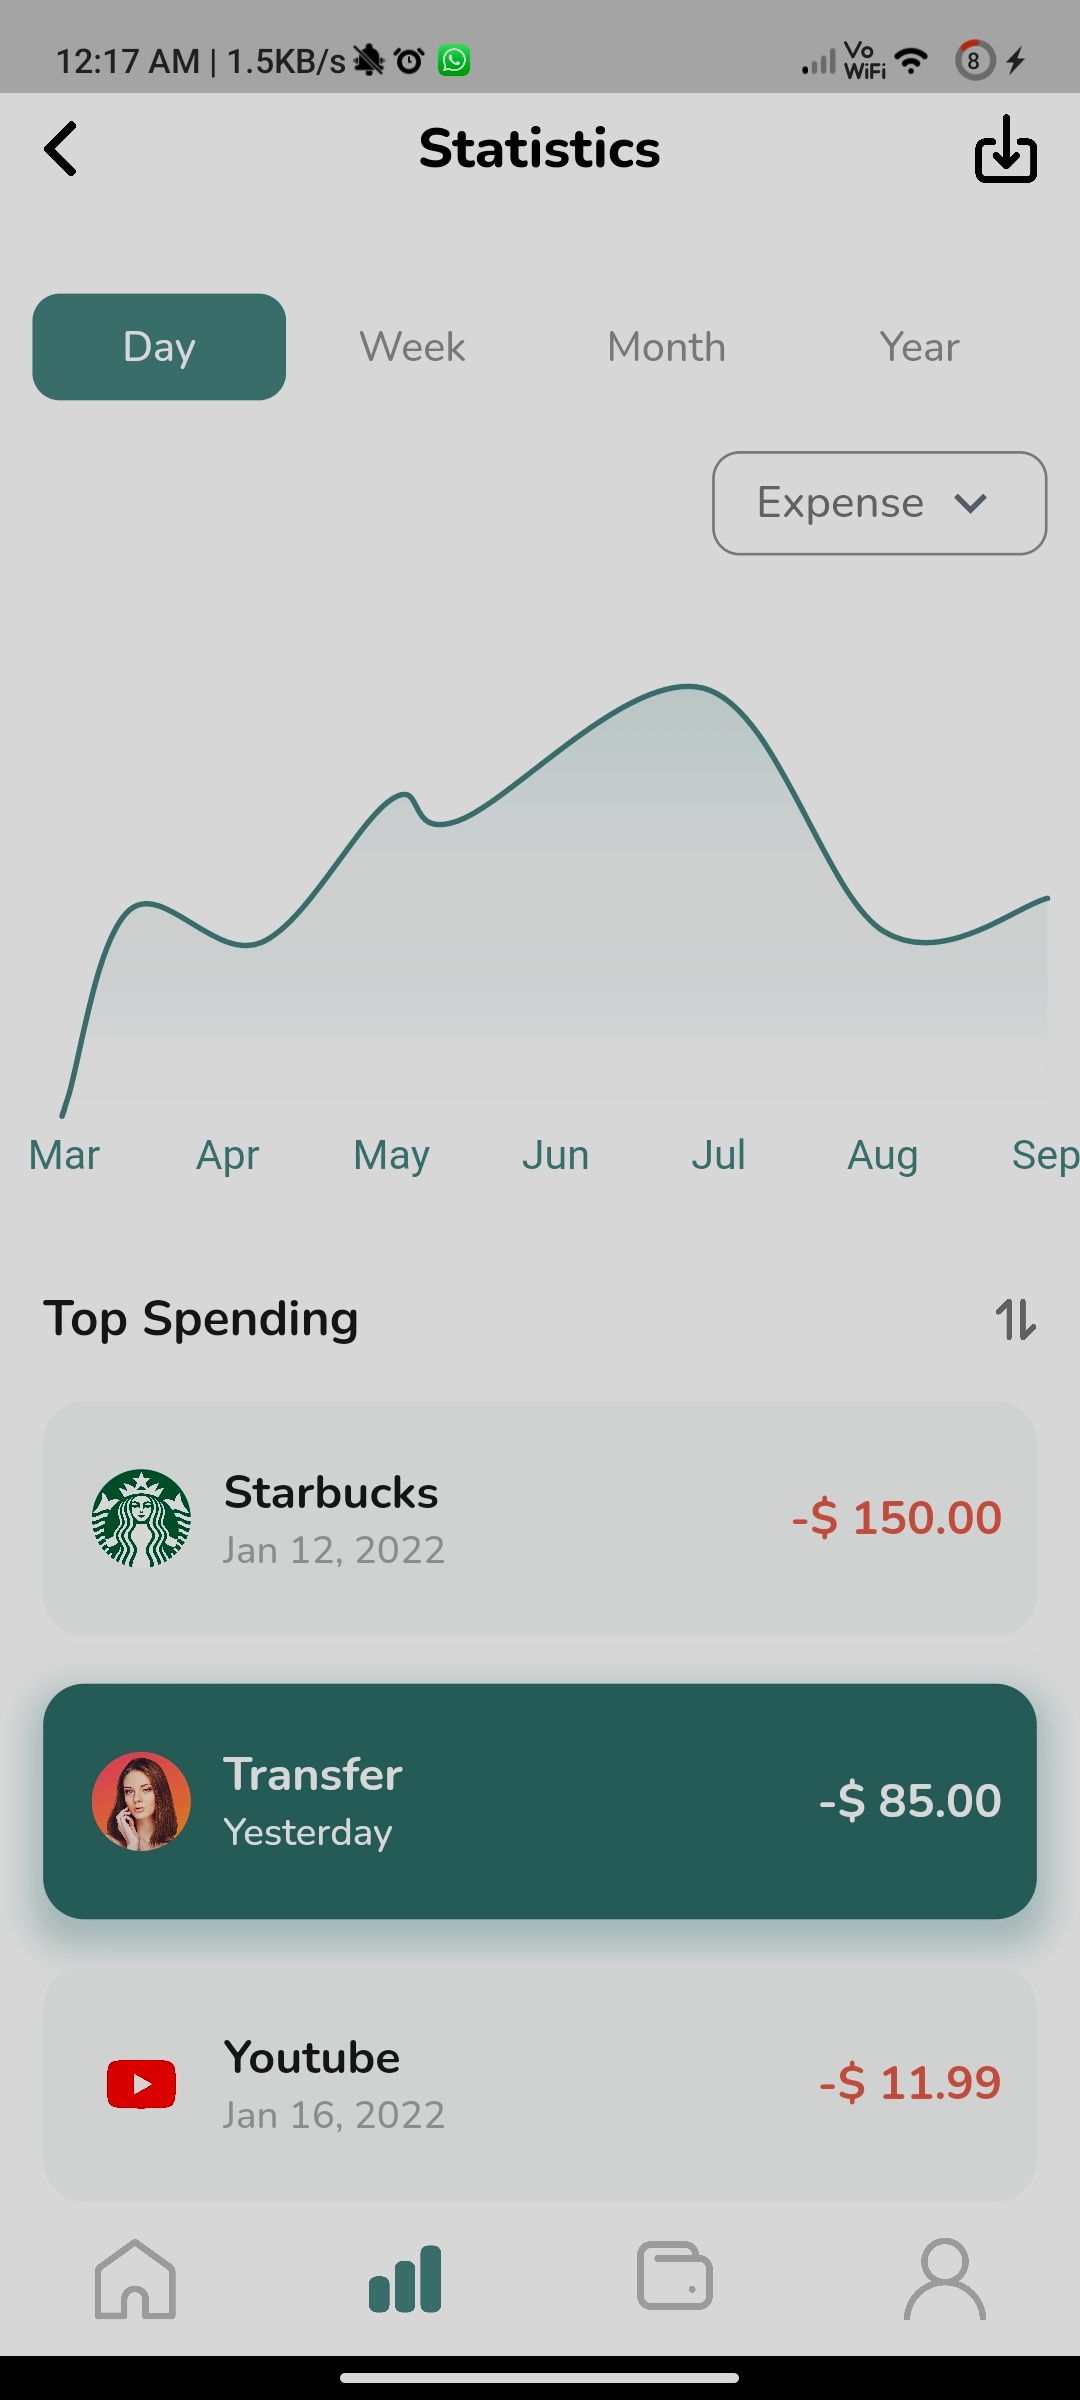 12:17 AM | 1.5KB/s Vo WiFi 8
Statistics
Day Week Month Year
Expense
Mar Apr May Jun Jul Aug Sep
Top Spending
Starbucks
Jan 12, 2022
-$ 150.00
Transfer
Yesterday
-$ 85.00
Youtube
Jan 16, 2022
-$ 11.99